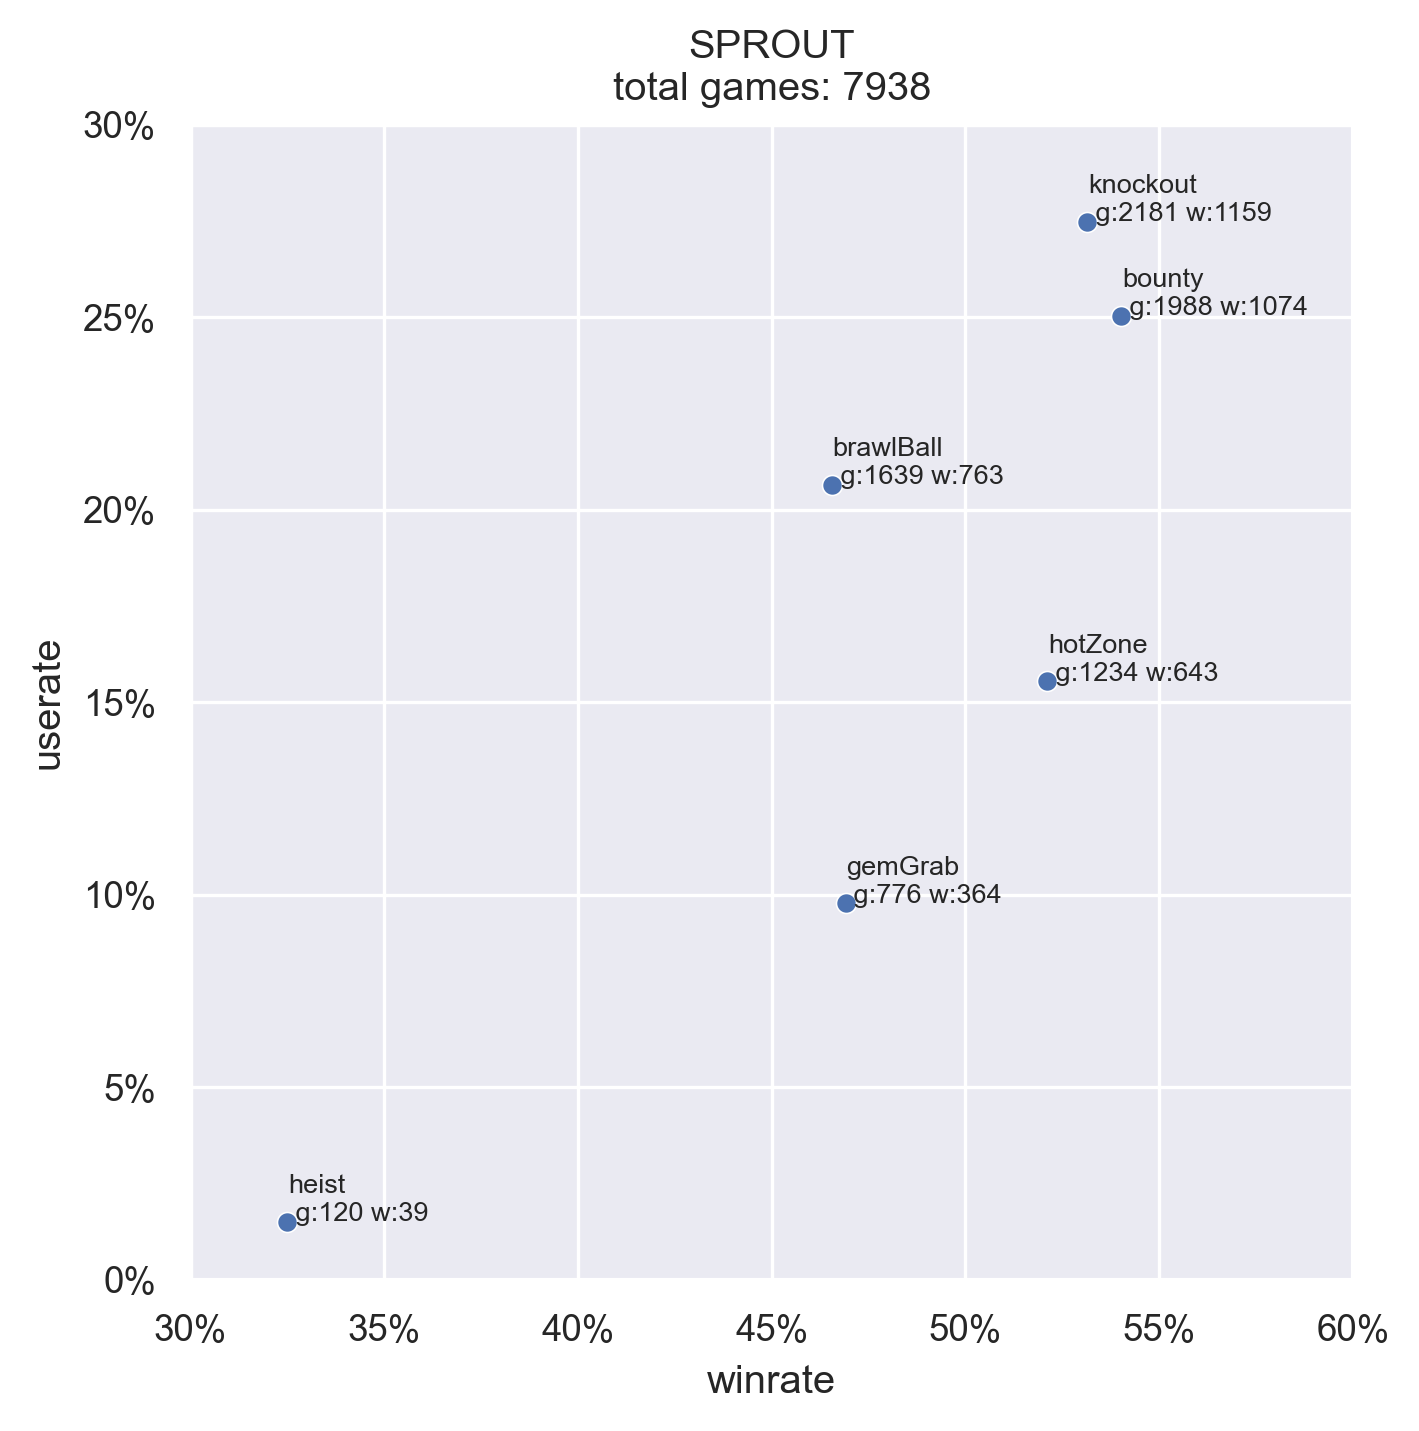 SPROUT
total games: 7938
30%
knockout
g:2181 w:1159
bounty
g:1988 w:1074
25%
brawlBall
g:1639 w:763
20%
hotZone
g:1234 w:643
15%
userate
gemGrab
g:776 w:364
10%
5%
heist
g:120 w:39
0%
30% 35% 40% 45% 50% 55% 60%
winrate